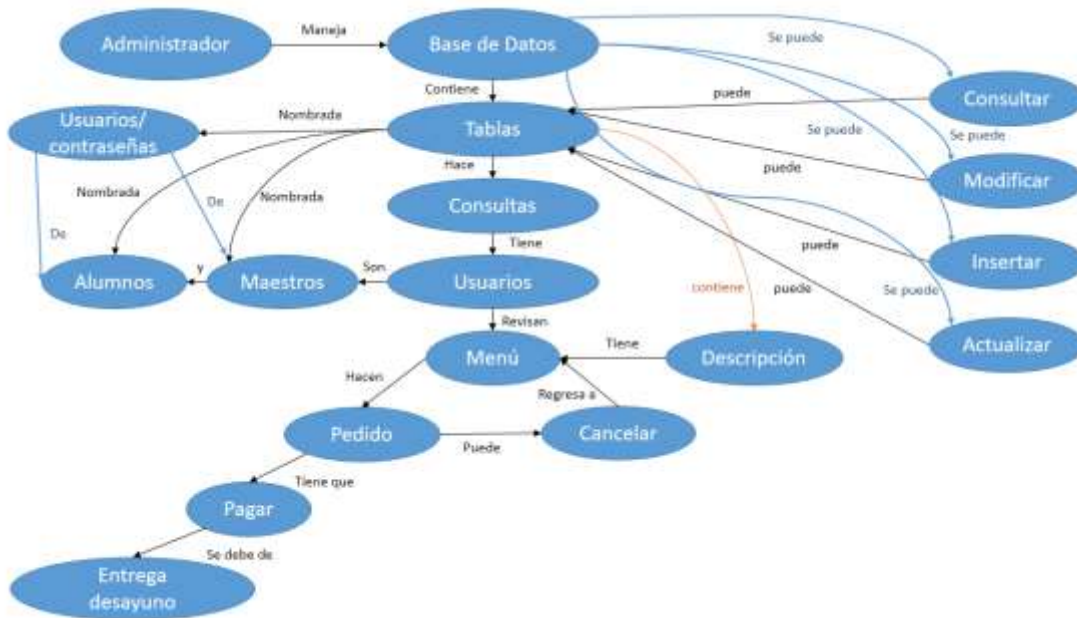 Administrador
Maneja
Base de Datos
Se puede
Contiene
puede
Consultar
Usuarios/
contraseñas
Nombrada
Tablas
Se puede
Se puede
Hace
puede
Modificar
Nombrada
Nombrada
De
Consultas
De
Tiene
puede
Insertar
Alumnos
y
Maestros
Son
Usuarios
contiene
puede
Se puede
Revisan
Menú
Tiene
Descripción
Actualizar
Hacen
Regresa a
Pedido
Puede
Cancelar
Tiene que
Pagar
Se debe de
Entrega
desayuno